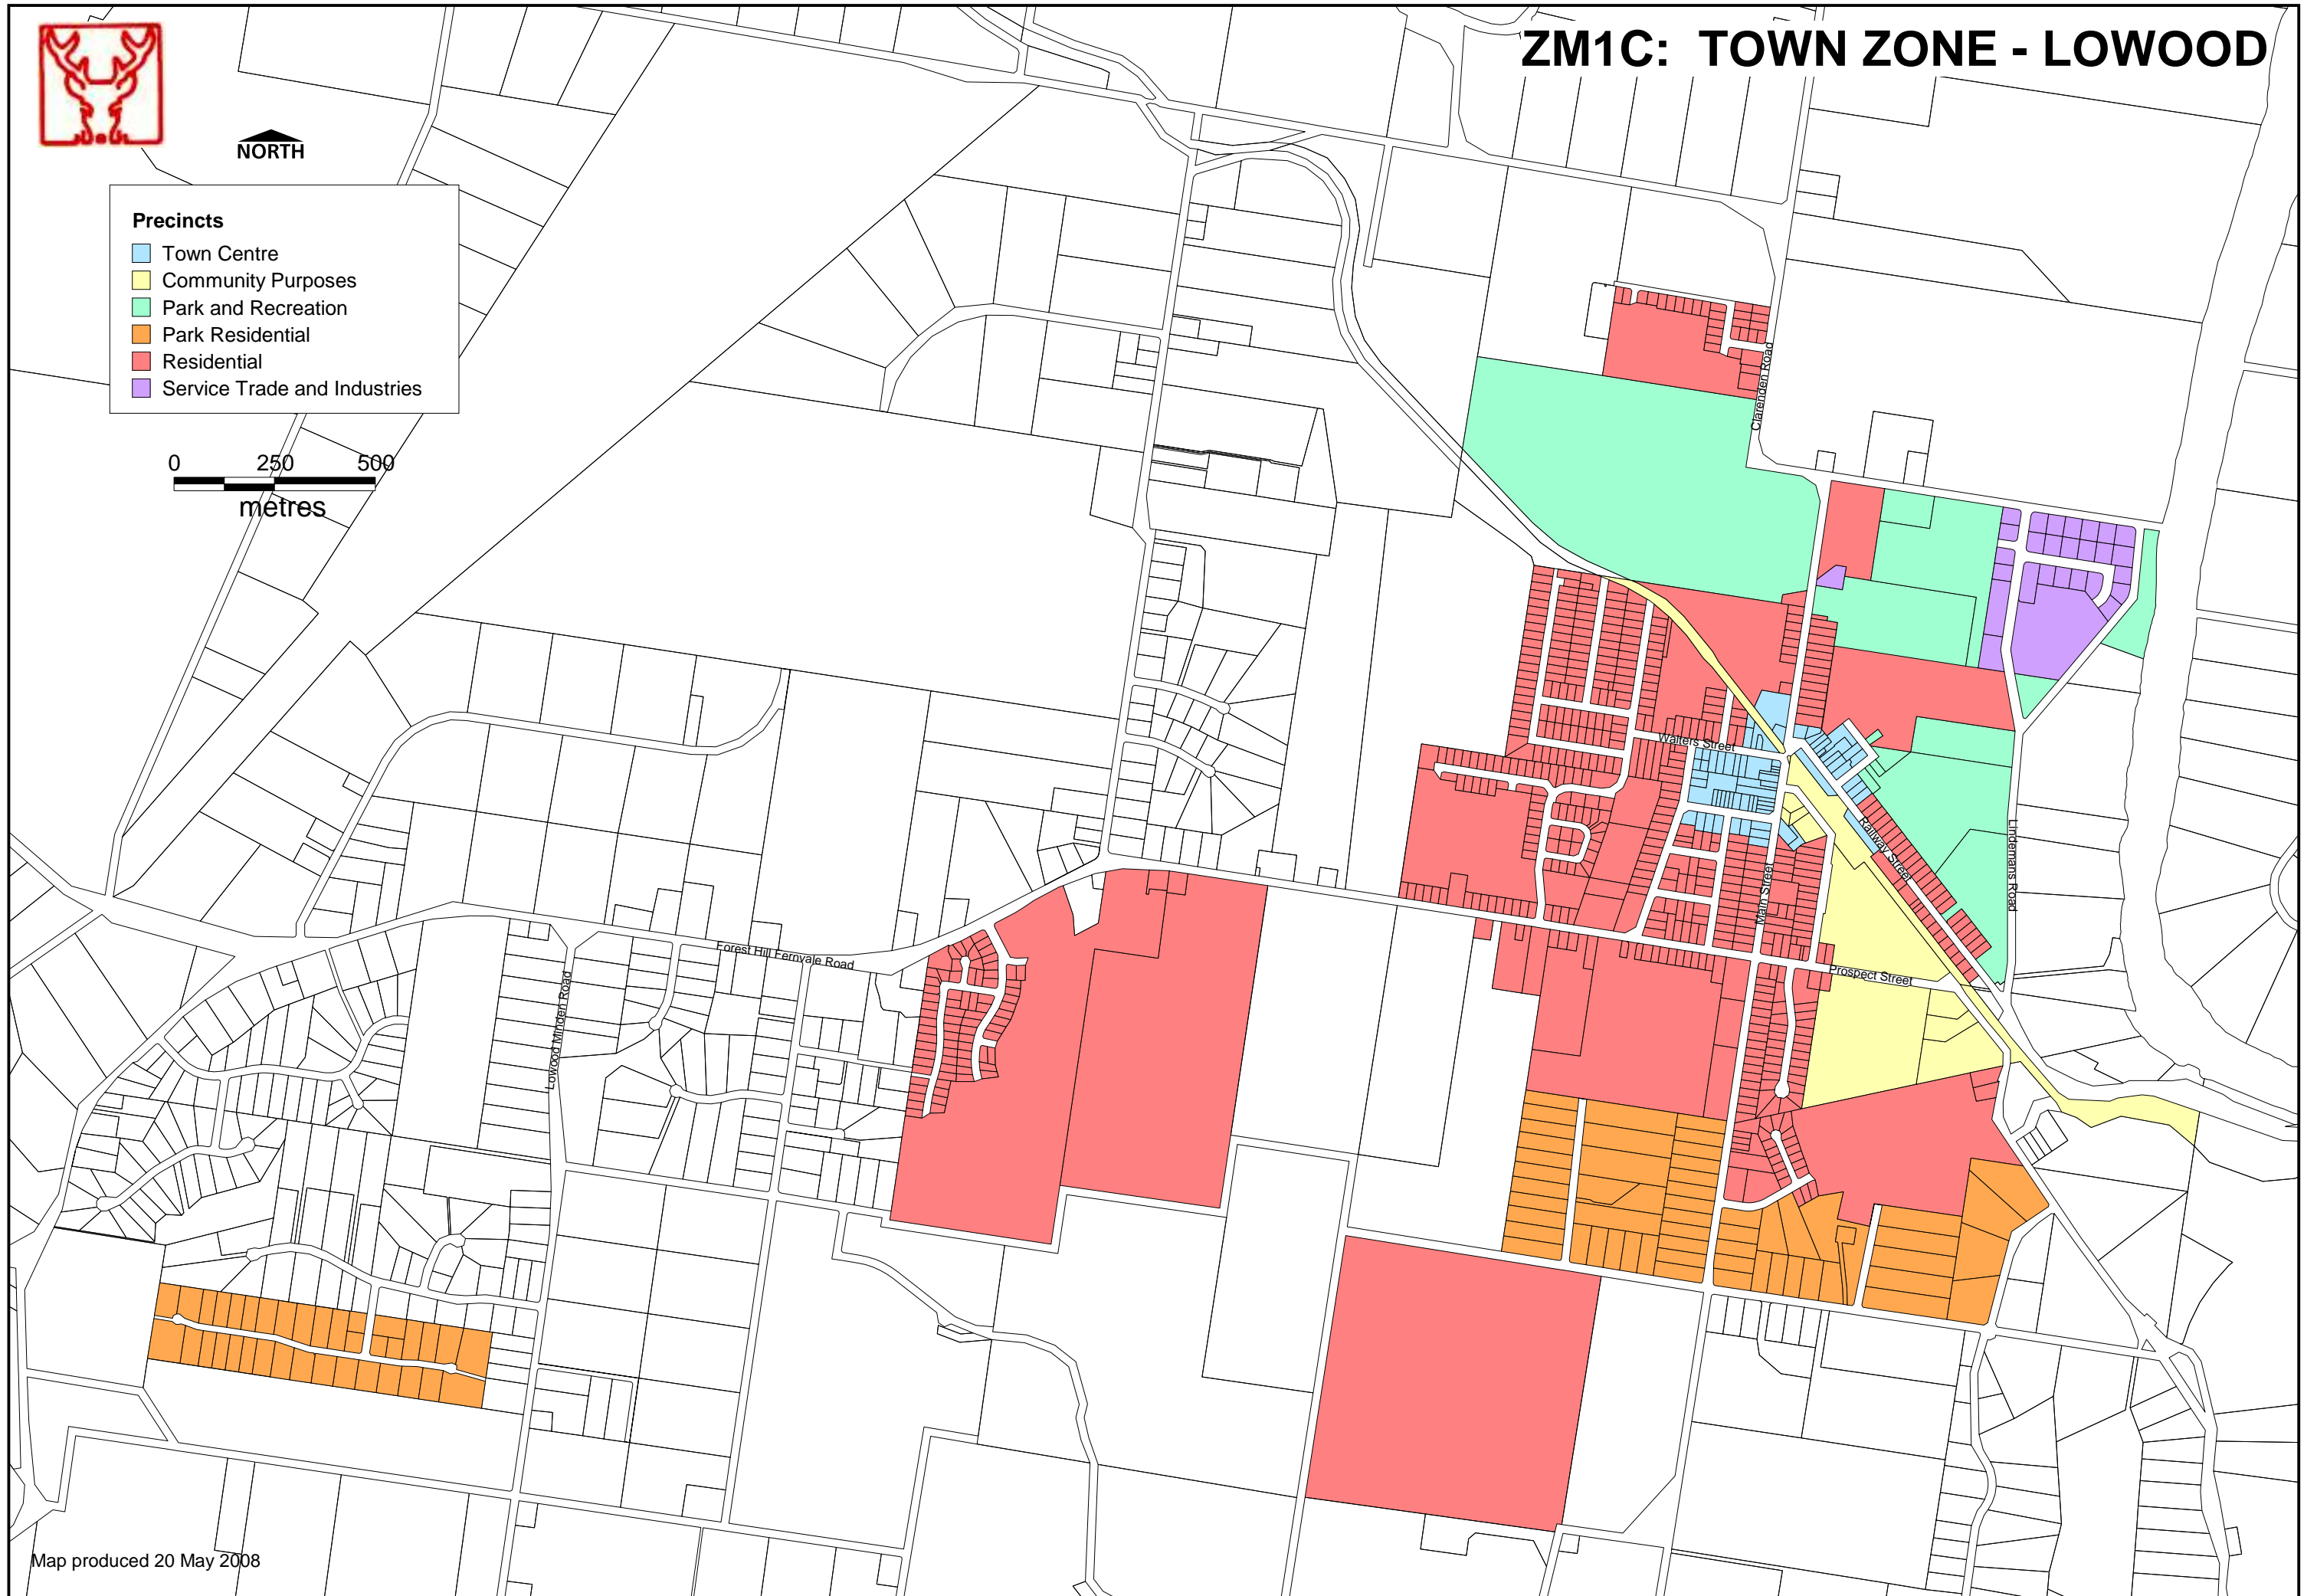 ZM1C: TOWN ZONE - LOWOOD
NORTH
Precincts
Town Centre
Community Purposes
Park and Recreation
Park Residential
Residential
Service Trade and Industries
0 250 500
metres
Clarenden Road
Walters Street
Railway Street
Lindemans Road
Main Street
Forest Hill Fernvale Road
Prospect Street
Lowood Minden Road
Map produced 20 May 2008